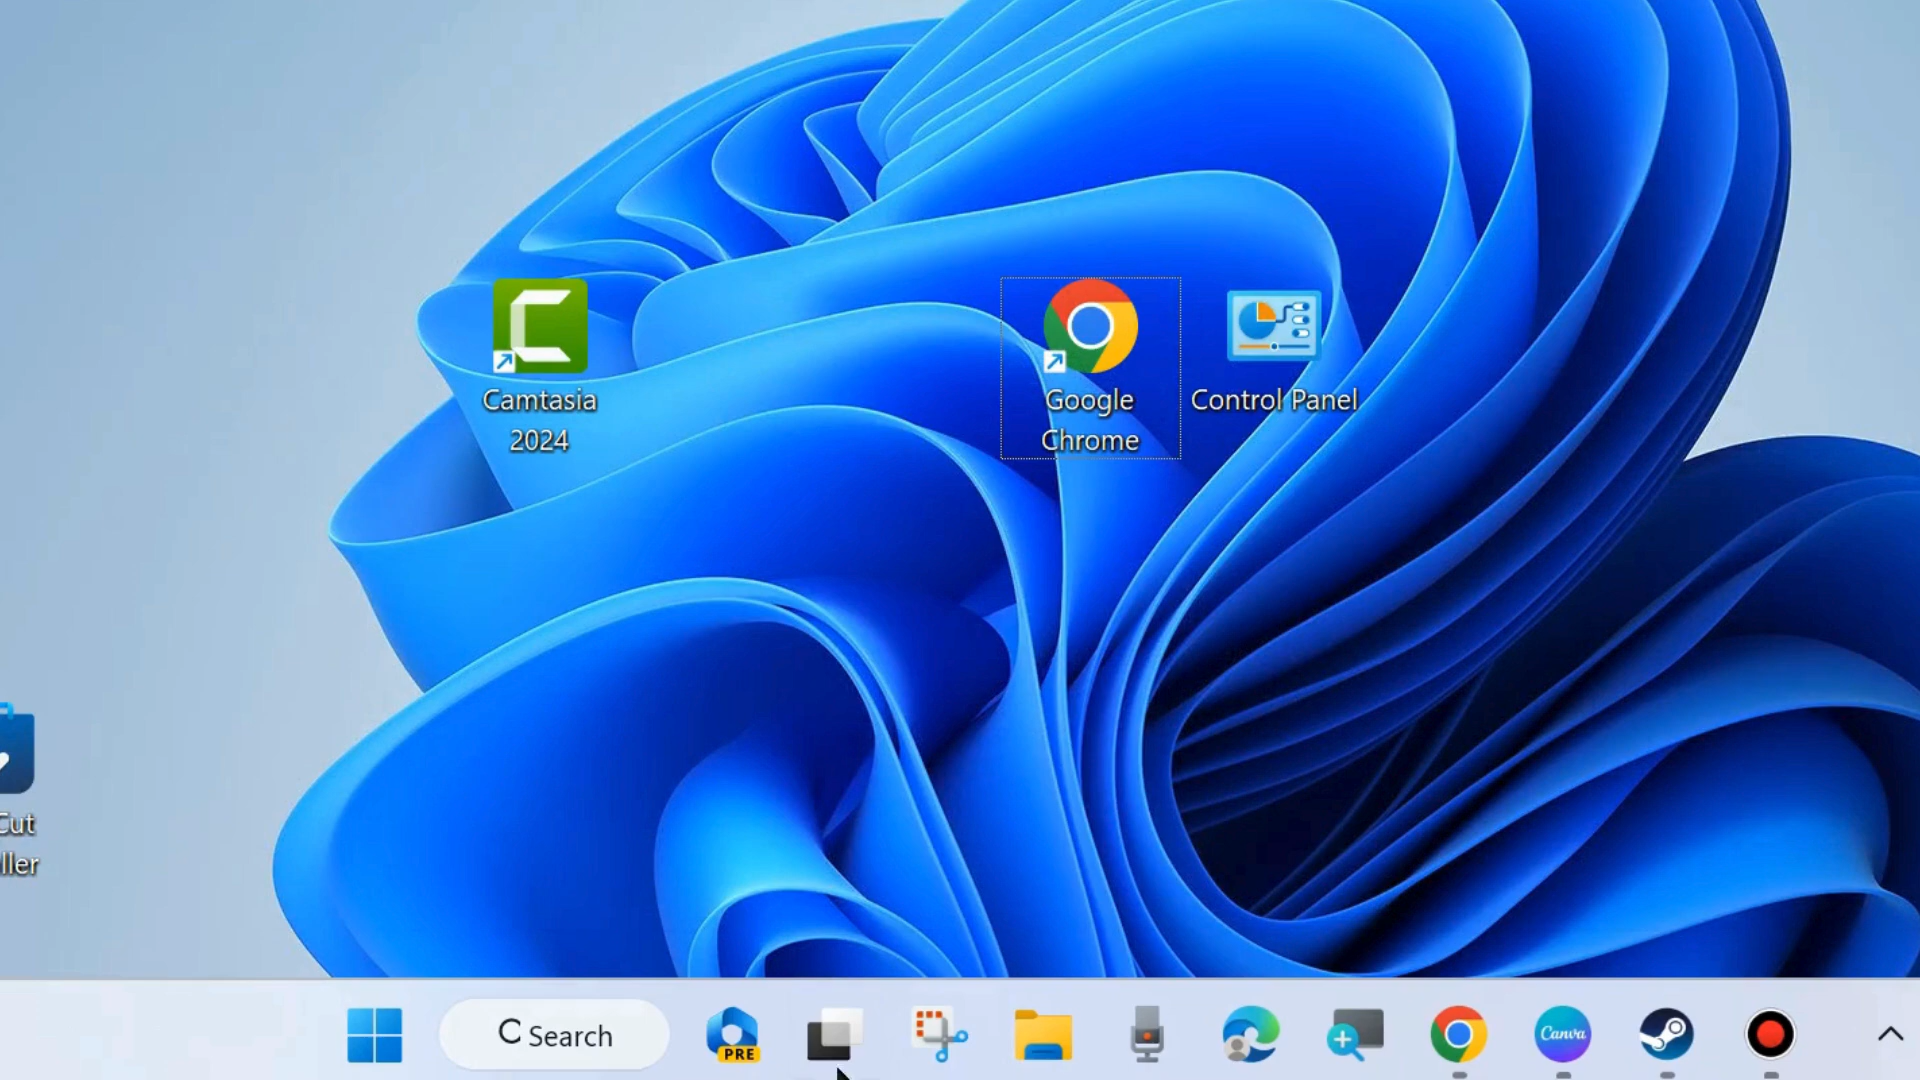 Camtasia
2024
Google
Chrome
Control Panel
Cut
ller
Search
PRE
Canva